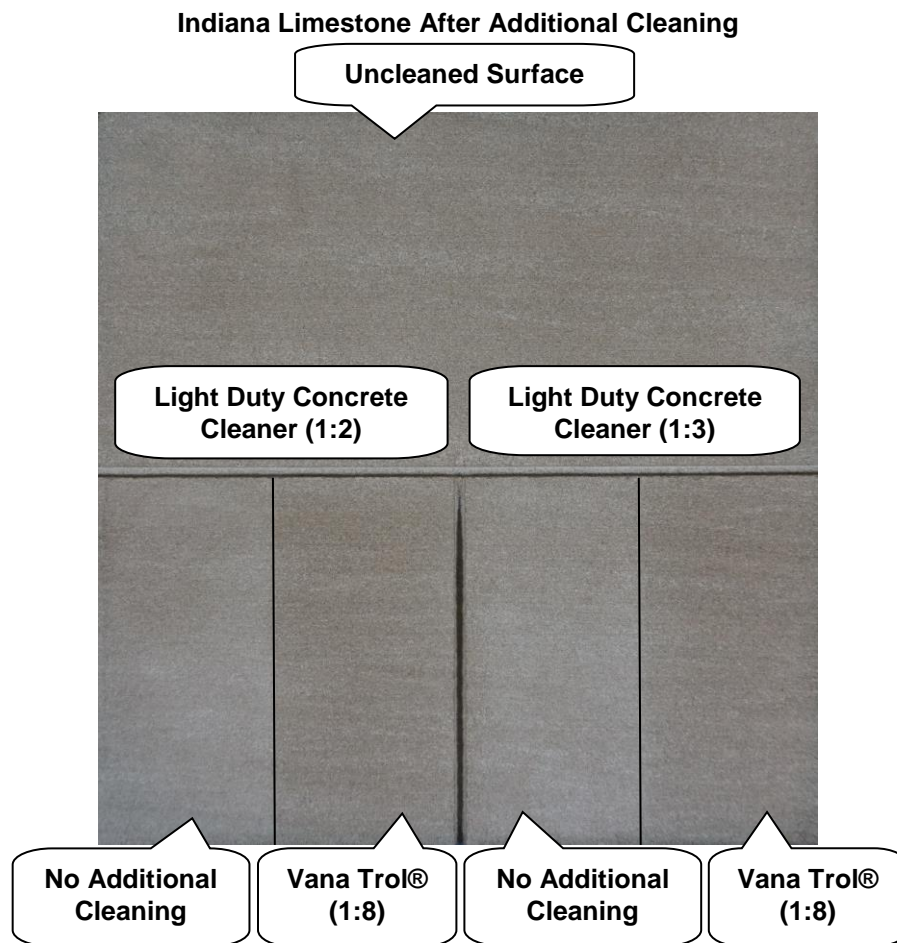 Indiana Limestone After Additional Cleaning
Uncleaned Surface
Light Duty Concrete
Cleaner (1:2)
Light Duty Concrete
Cleaner (1:3)
No Additional
Cleaning
Vana Trol®
(1:8)
No Additional
Cleaning
Vana Trol®
(1:8)